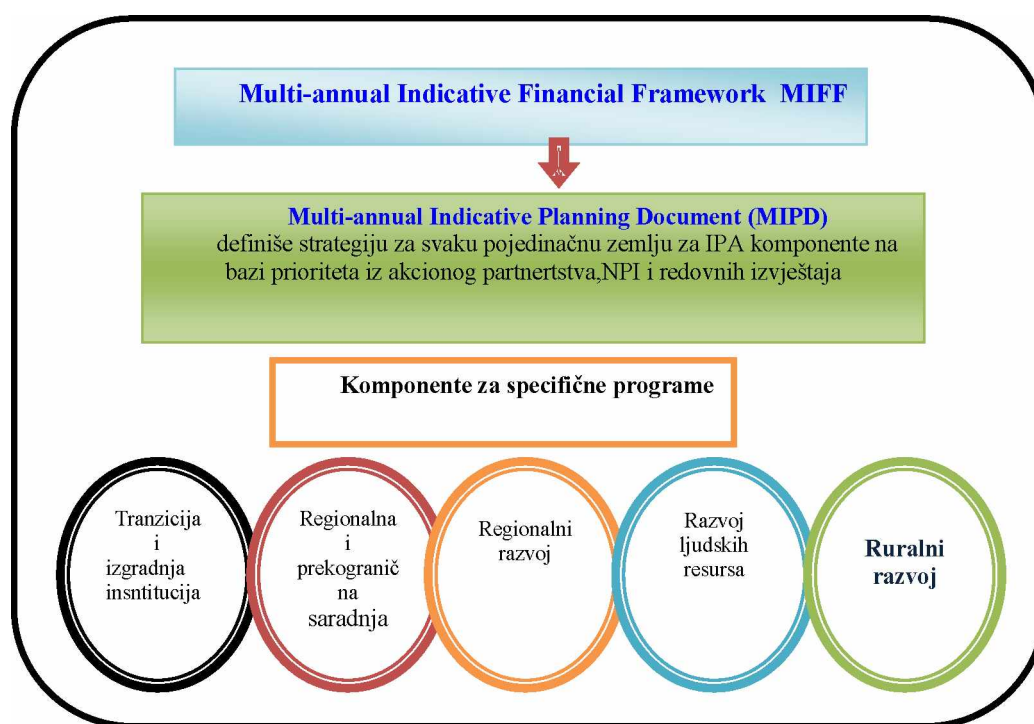 Multi-annual Indicative Financial Framework MIFF
Multi-annual Indicative Planning Document (MIPD)
definiše strategiju za svaku pojedinačnu zemlju za IPA komponente na
bazi prioriteta iz akcionog partnertstva,NPI i redovnih izvještaja
Komponente za specifične programe
Tranzicija
i
izgradnja
insntitucija
Regionalna
i
prekogranič
na
saradnja
Regionalni
razvoj
Razvoj
ljudskih
resursa
Ruralni
razvoj